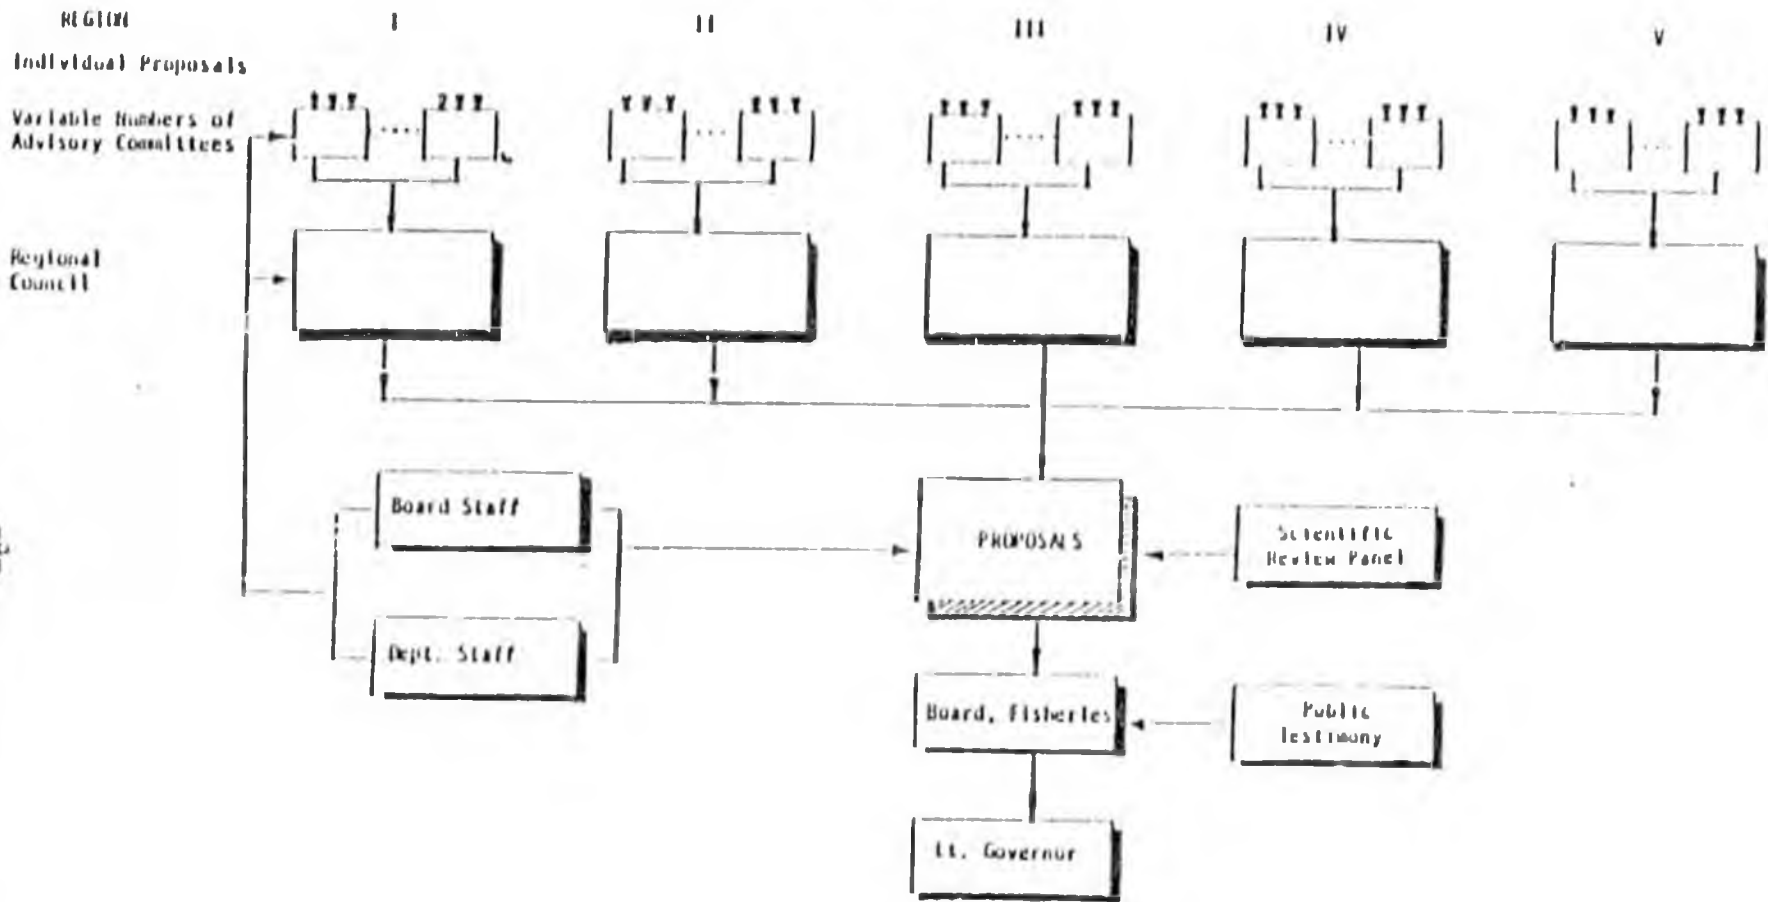 REGION I II III IV V
Individual Proposals
Variable Numbers of
Advisory Committees
Regional
Council
Board Staff
PROPOSALS
Scientific
Review Panel
Dept. Staff
Board, Fisheries
Public
Testimony
Lt. Governor